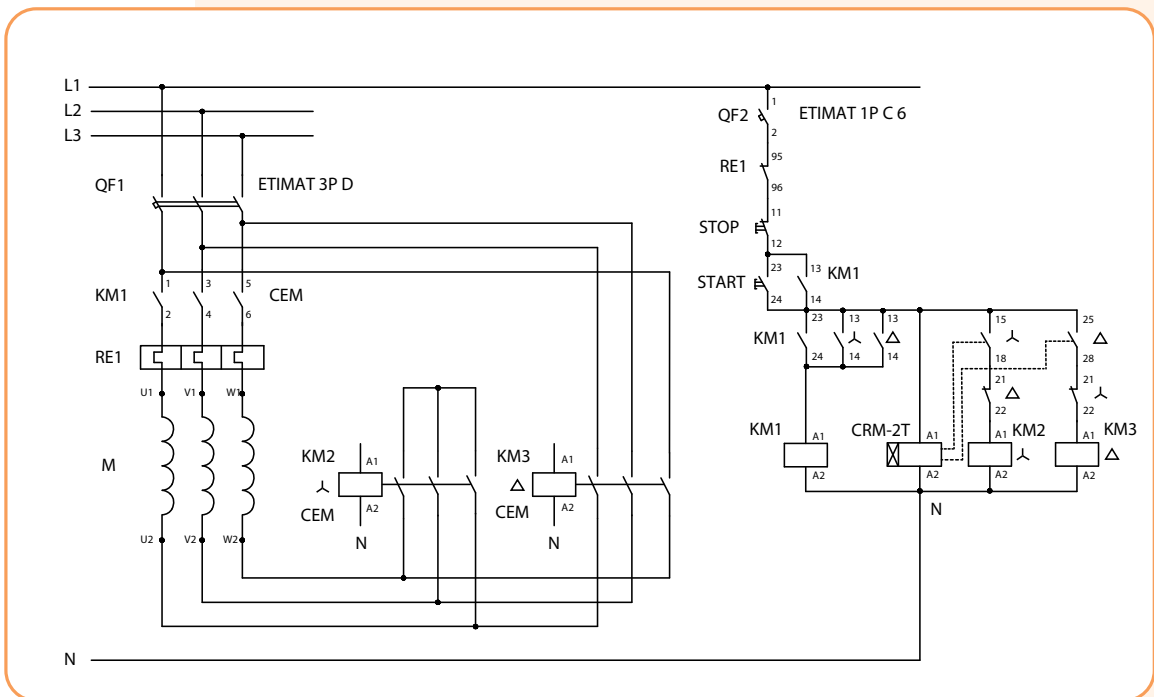 L1
L2
L3
QF1
ETIMAT 3P D
KM1
1
3
5
2
4
6
CEM
RE1
U1
V1
W1
M
U2
V2
W2
KM2
A1
A2
CEM
N
KM3
A1
A2
CEM
N
N
QF2
1
2
ETIMAT 1P C 6
RE1
95
96
STOP
11
12
START
23
24
13
14
KM1
KM1
23
24
13
14
13
14
15
18
25
28
21
22
21
22
KM1
A1
A2
CRM-2T
A1
A2
A1
A2
KM2
A1
A2
KM3
N